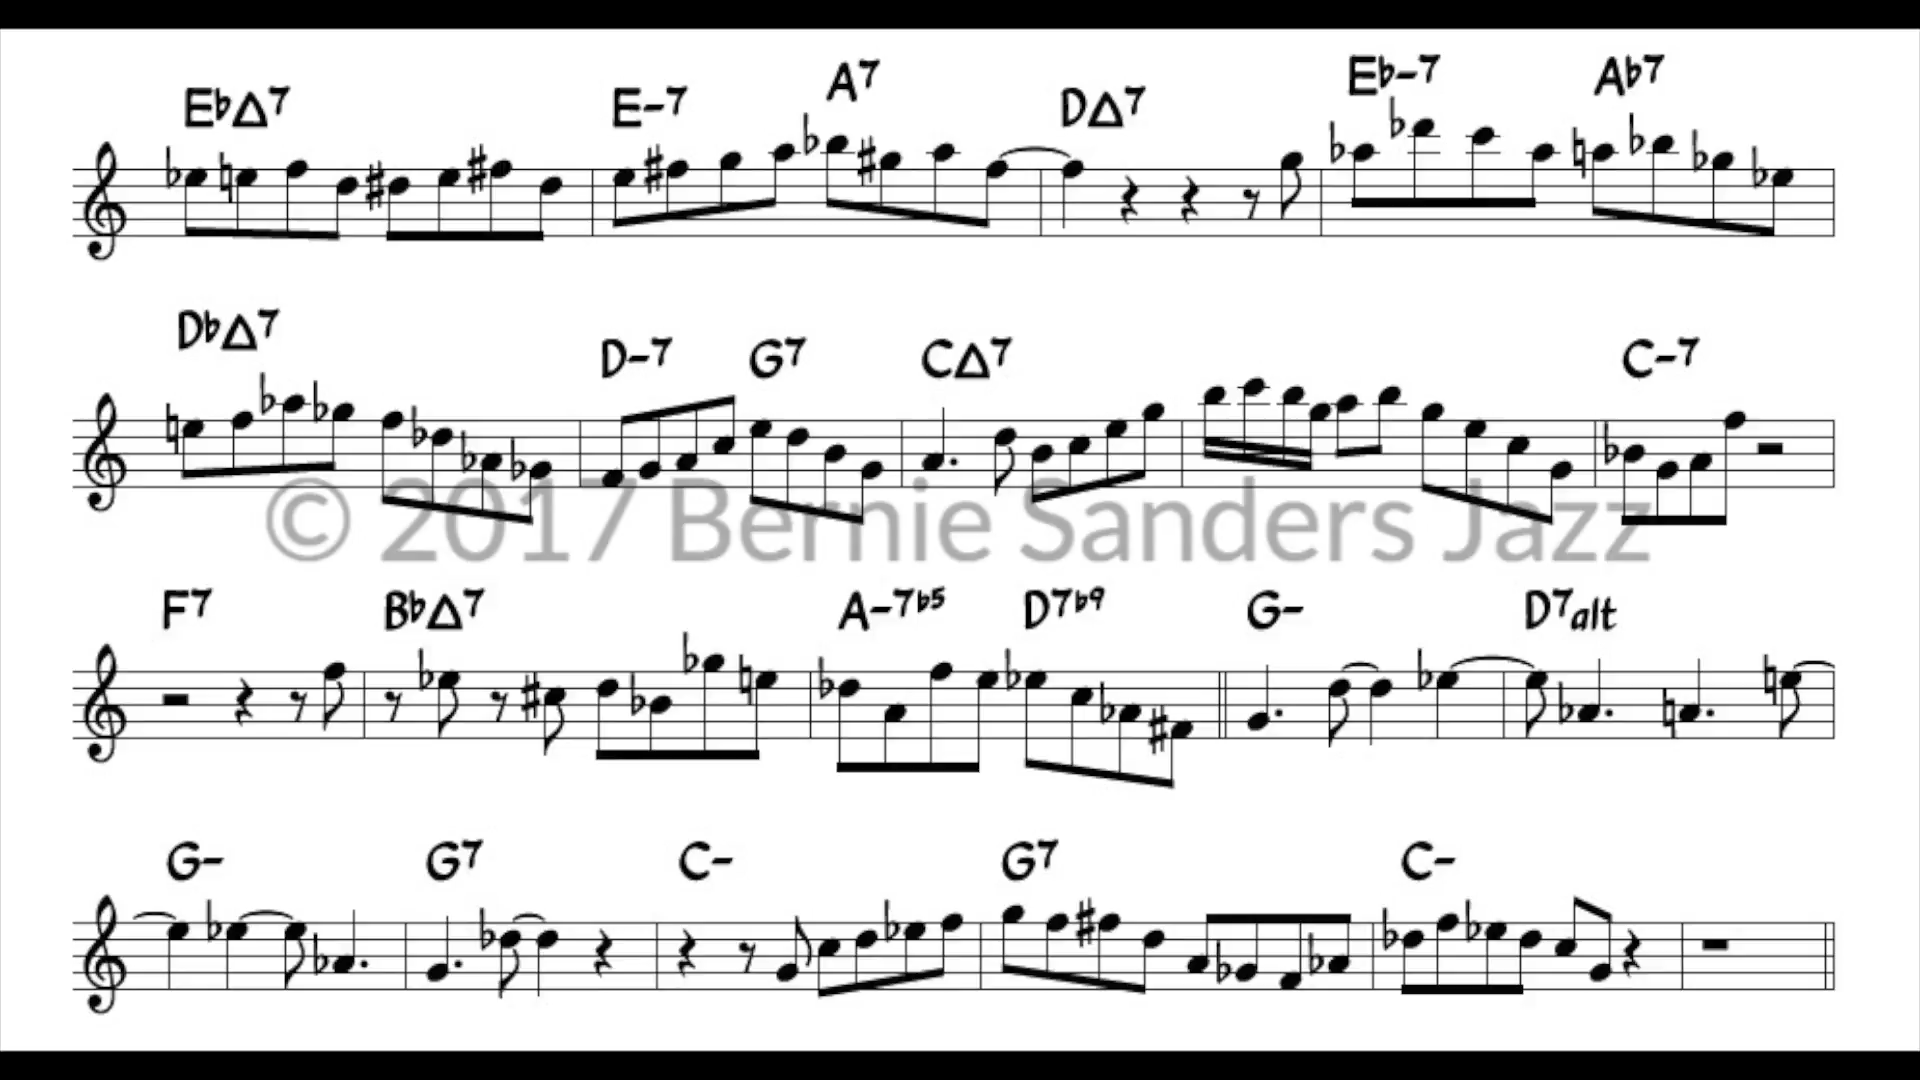 E♭Δ7 E-7 A7 DΔ7 E♭-7 A♭7
D♭Δ7 D-7 G7 CΔ7 C-7
© 2017 Bernie Sanders Jazz
F7 B♭Δ7 A-7♭5 D7♭9 G- D7alt
G- G7 C- G7 C-